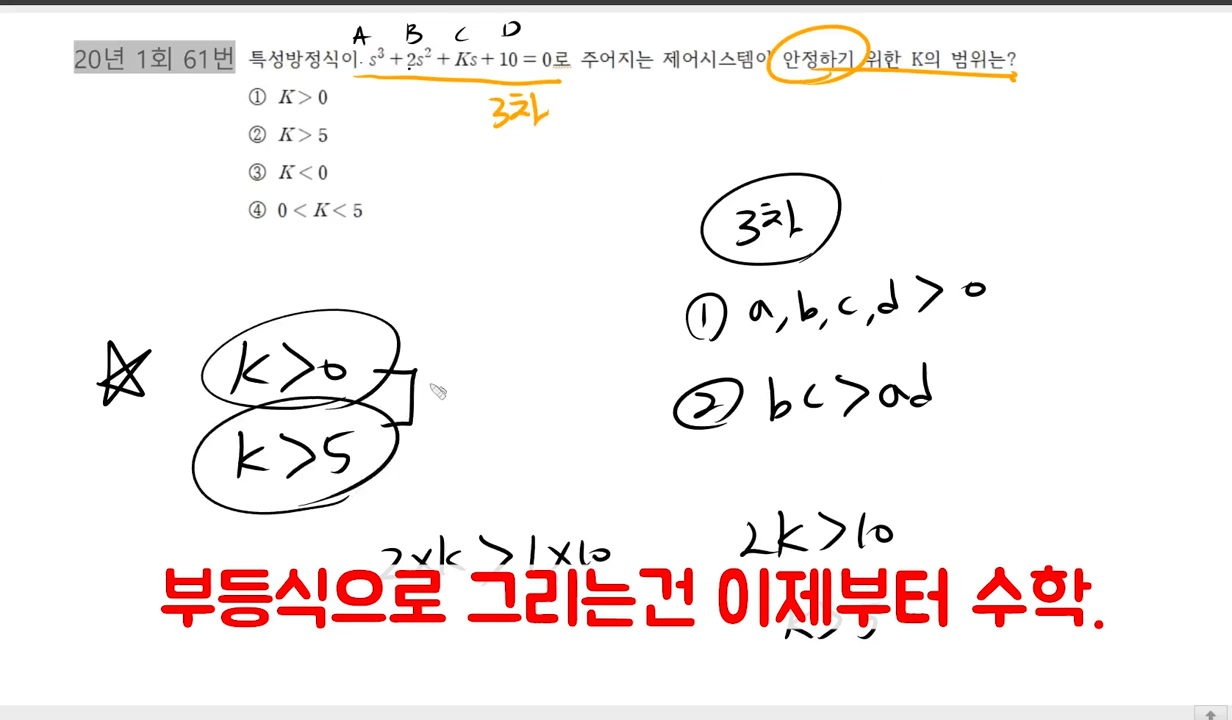 A B C D
20년 1회 61번 특성방정식이 s³+2s²+Ks+10=0로 주어지는 제어시스템이 안정하기 위한 K의 범위는?
3차
① K>0
② K>5
③ K<0
④ 0<K<5
3차
① a,b,c,d>0
② bc>ad
k>0
k>5
2×k>1×10
2k>10
부등식으로 그리는건 이제부터 수학.